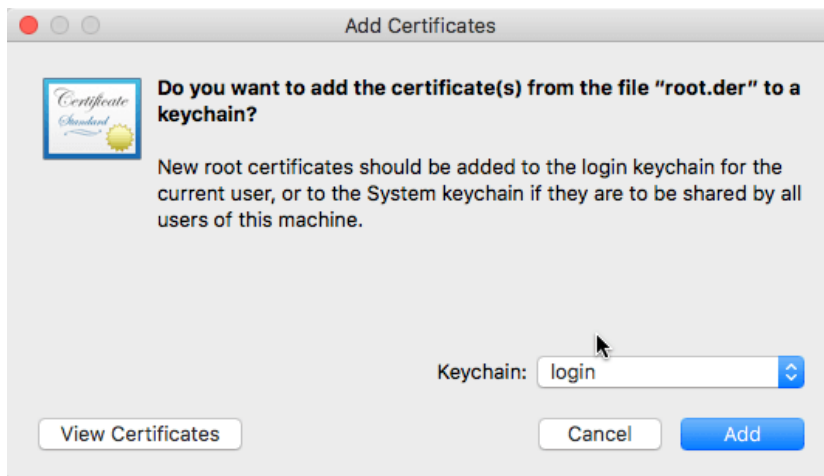 Add Certificates
Certificate
Standard
Do you want to add the certificate(s) from the file “root.der” to a
keychain?
New root certificates should be added to the login keychain for the
current user, or to the System keychain if they are to be shared by all
users of this machine.
Keychain: login
View Certificates Cancel Add